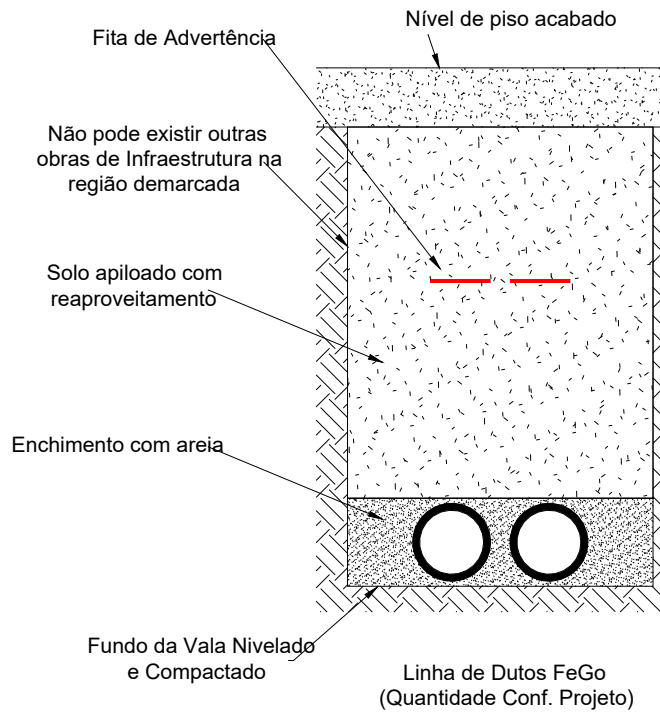 Nível de piso acabado
Fita de Advertência
Não pode existir outras
obras de Infraestrutura na
região demarcada
Solo apiloado com
reaproveitamento
Enchimento com areia
Fundo da Vala Nivelado
e Compactado
Linha de Dutos FeGo
(Quantidade Conf. Projeto)